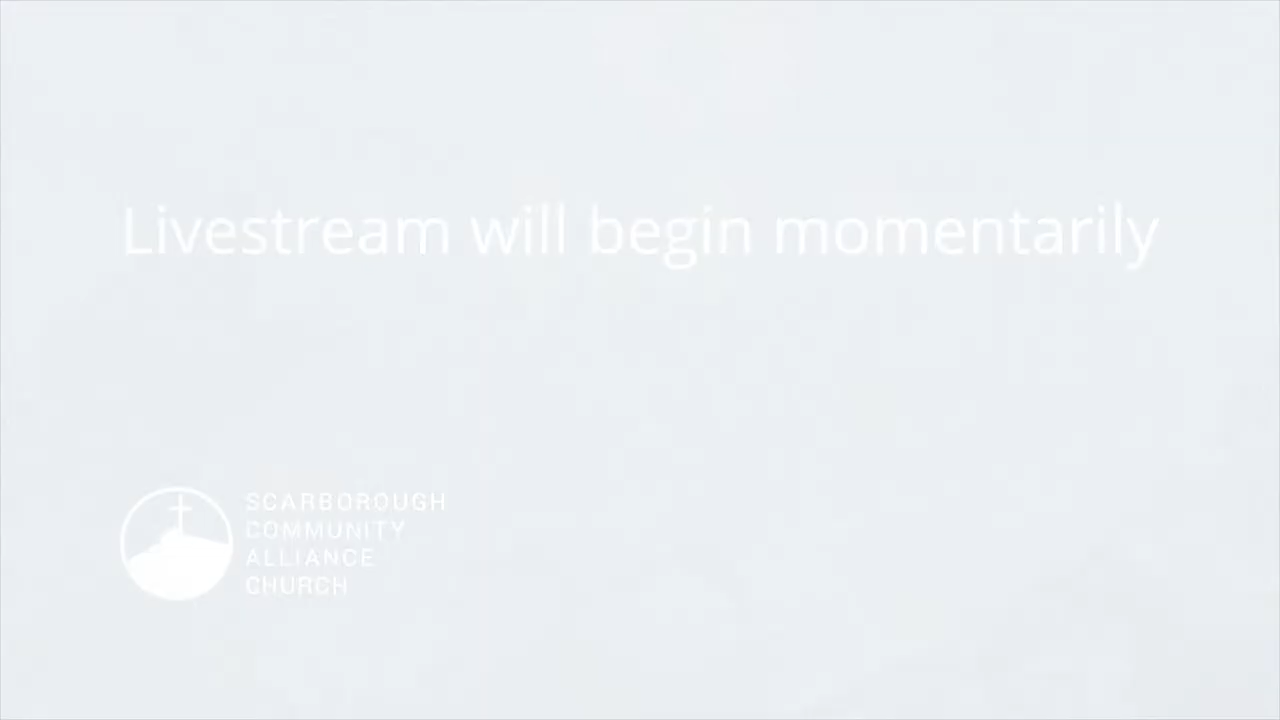 Livestream will begin momentarily
SCARBOROUGH
COMMUNITY
ALLIANCE
CHURCH